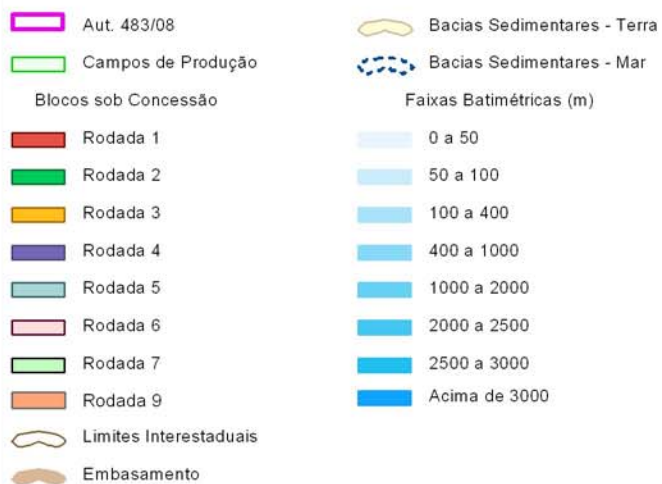 Aut. 483/08
Campos de Produção
Blocos sob Concessão
Rodada 1
Rodada 2
Rodada 3
Rodada 4
Rodada 5
Rodada 6
Rodada 7
Rodada 9
Limites Interestaduais
Embasamento
Bacias Sedimentares - Terra
Bacias Sedimentares - Mar
Faixas Batimétricas (m)
0 a 50
50 a 100
100 a 400
400 a 1000
1000 a 2000
2000 a 2500
2500 a 3000
Acima de 3000